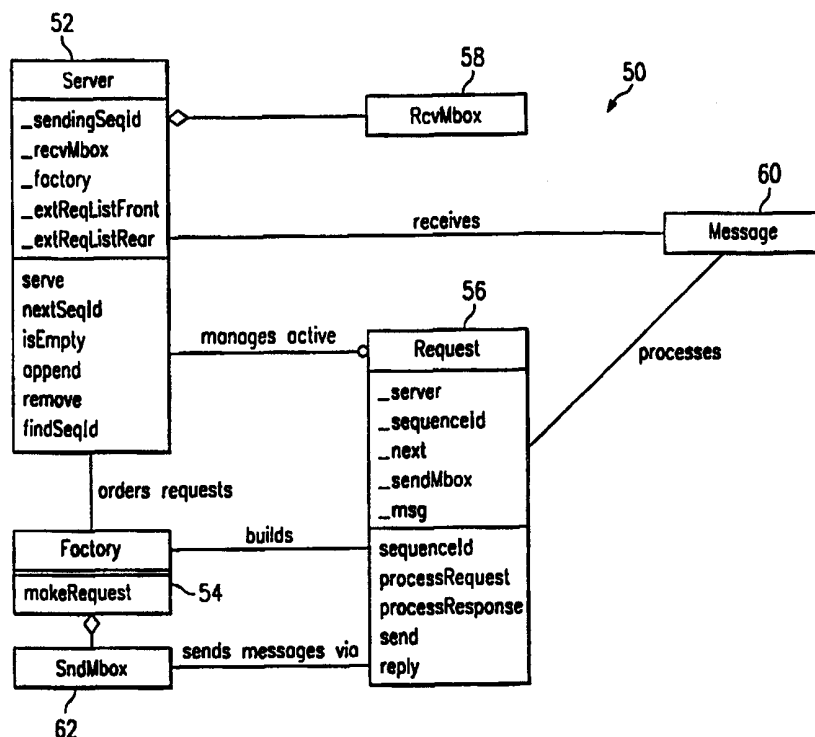 52
Server
_sendingSeqId
_recvMbox
_factory
_extReqListFront
_extReqListRear
serve
nextSeqId
isEmpty
append
remove
findSeqId
58
RcvMbox
50
receives
60
Message
manages active
56
Request
_server
_sequenceId
_next
_sendMbox
_msg
sequenceId
processRequest
processResponse
send
reply
processes
orders requests
Factory
makeRequest
54
builds
SndMbox
62
sends messages via